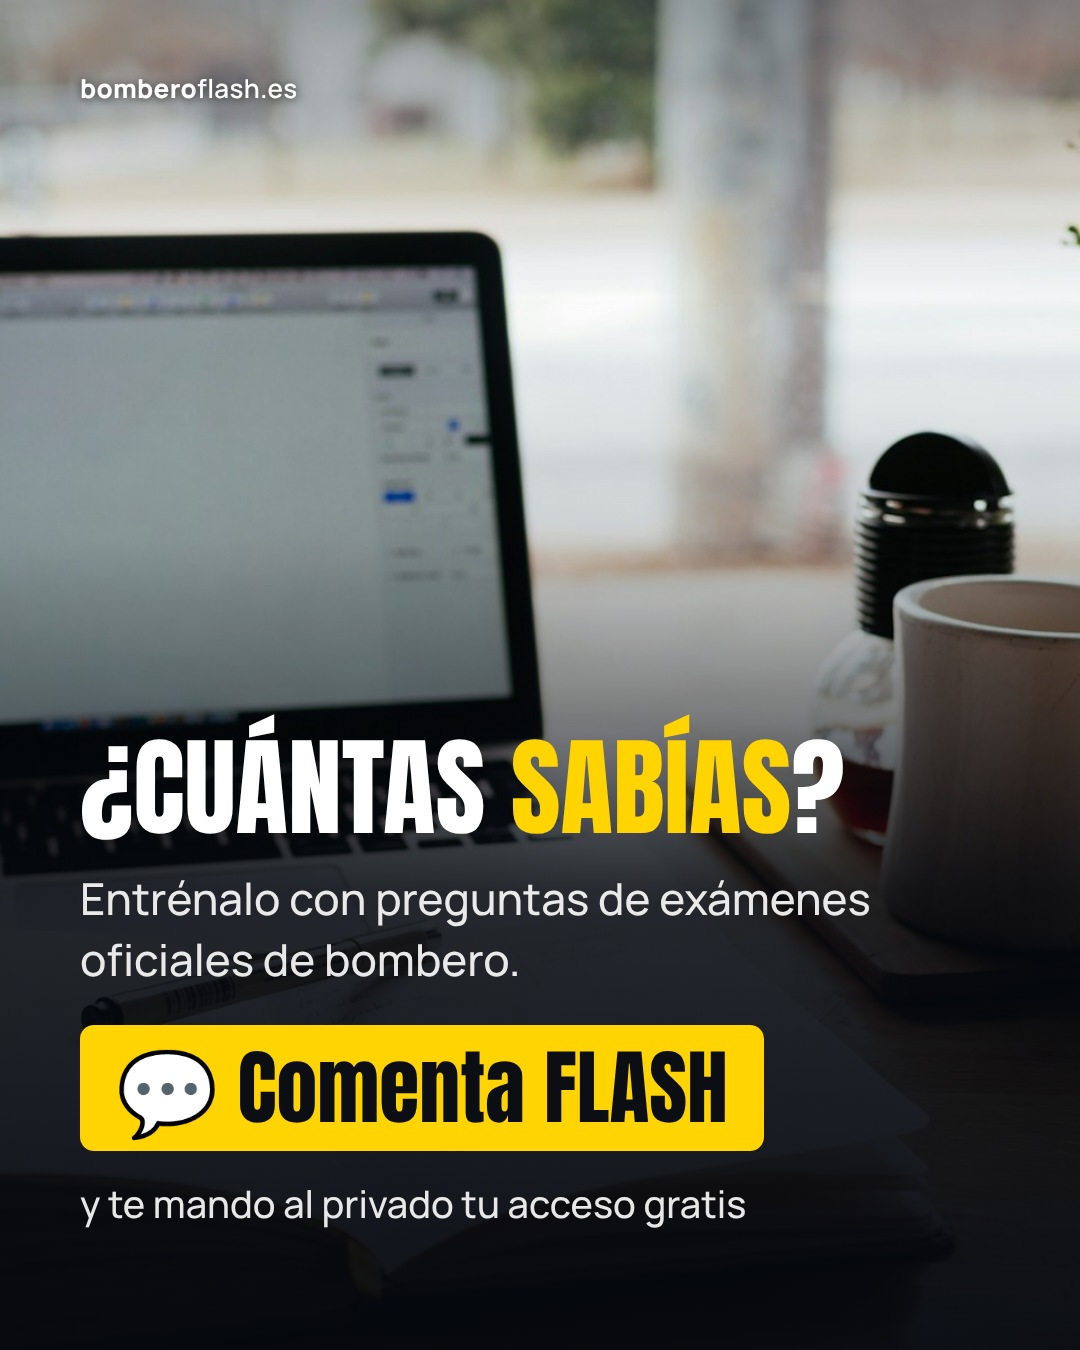 bomberoflash.es
¿CUÁNTAS SABÍAS?
Entrénalo con preguntas de exámenes
oficiales de bombero.
💬 Comenta FLASH
y te mando al privado tu acceso gratis